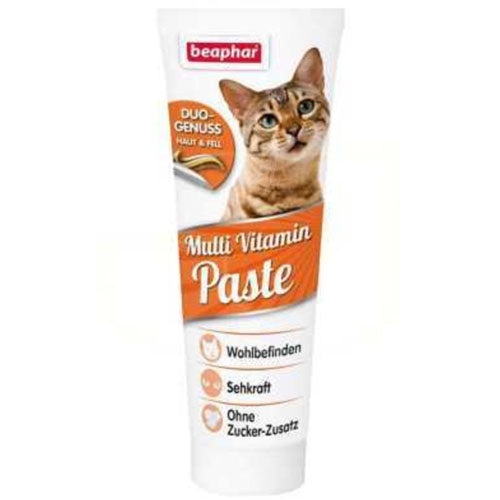 beaphar
DUO-
GENUSS
HAUT & FELL
Multi Vitamin
Paste
Wohlbefinden
Sehkraft
Ohne
Zucker-Zusatz